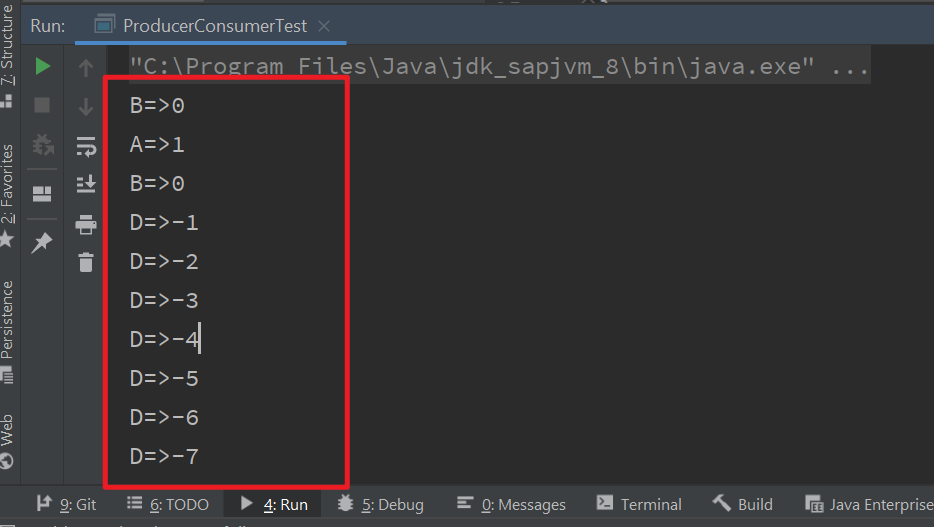 Run: ProducerConsumerTest
"C:\Program Files\Java\jdk_sapjvm_8\bin\java.exe" ...
B=>0
A=>1
B=>0
D=>-1
D=>-2
D=>-3
D=>-4
D=>-5
D=>-6
D=>-7
7: Structure
2: Favorites
Persistence
Web
9: Git 6: TODO 4: Run 5: Debug 0: Messages Terminal Build Java Enterprise